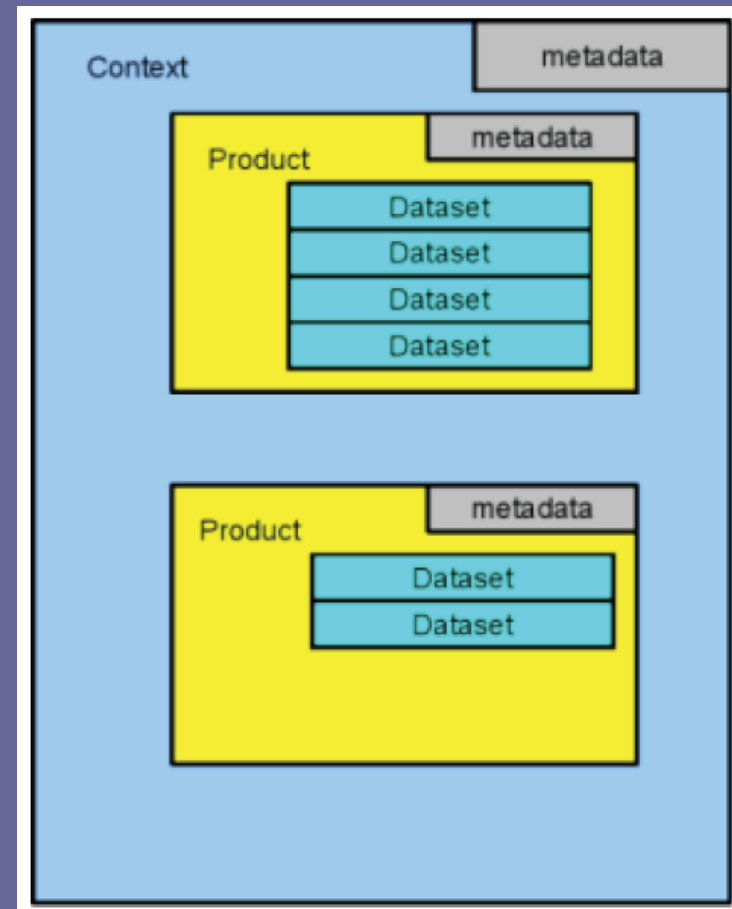 Context
metadata
Product
metadata
Dataset
Dataset
Dataset
Dataset
Product
metadata
Dataset
Dataset